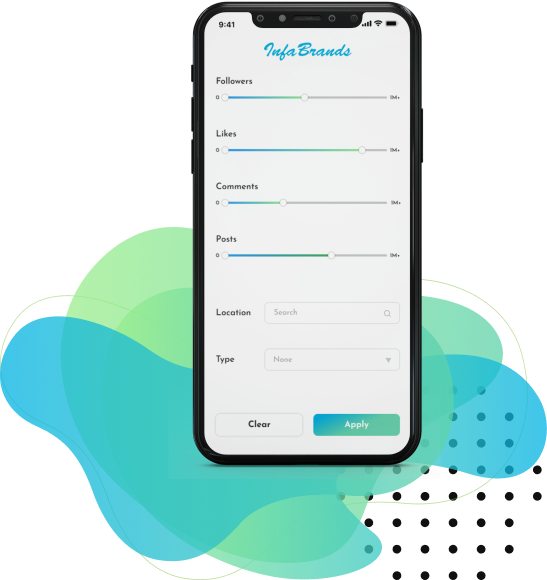 9:41
InfaBrands
Followers
0 1M+
Likes
0 1M+
Comments
0 1M+
Posts
0 1M+
Location Search
Type None
Clear Apply